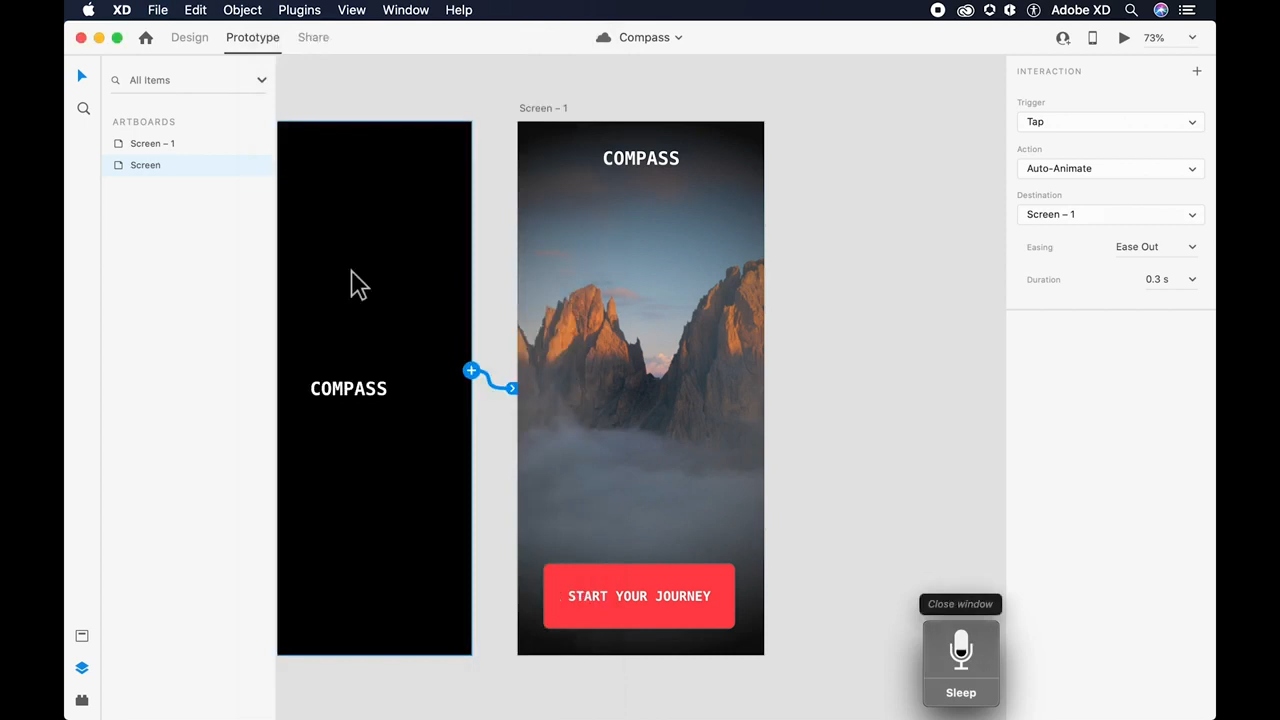 XD File Edit Object Plugins View Window Help Adobe XD
Design Prototype Share Compass 73%
All Items
ARTBOARDS
Screen – 1
Screen
Screen – 1
COMPASS
COMPASS
START YOUR JOURNEY
INTERACTION
Trigger
Tap
Action
Auto-Animate
Destination
Screen – 1
Easing Ease Out
Duration 0.3 s
Close window
Sleep